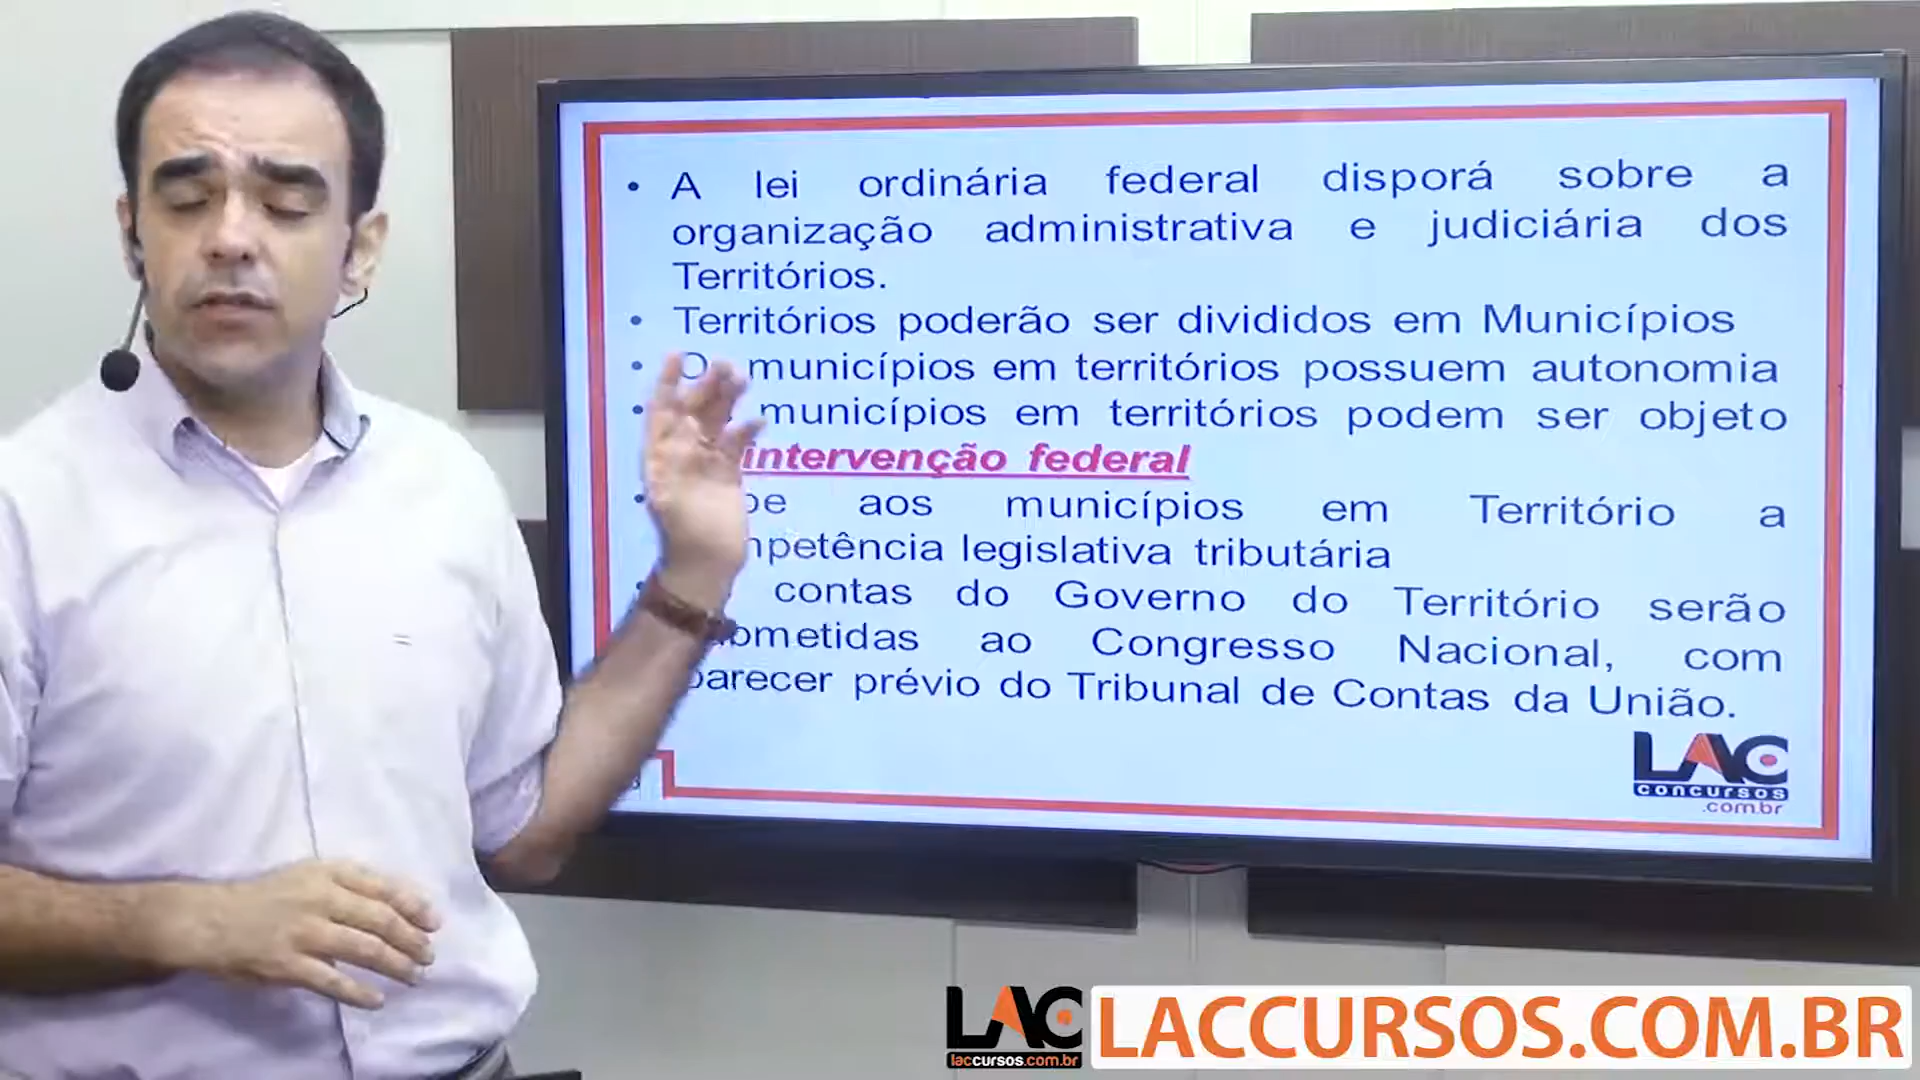 • A lei ordinária federal disporá sobre a
organização administrativa e judiciária dos
Territórios.
• Territórios poderão ser divididos em Municípios
• Os municípios em territórios possuem autonomia
• municípios em territórios podem ser objeto
intervenção federal
• aos municípios em Território a
competência legislativa tributária
• contas do Governo do Território serão
submetidas ao Congresso Nacional, com
parecer prévio do Tribunal de Contas da União.
LAC
concursos
.com.br
LAC
laccursos.com.br
LACCURSOS.COM.BR